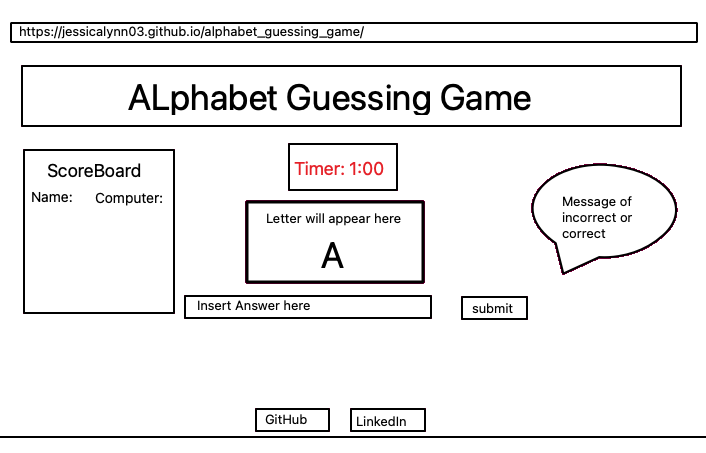 https://jessicalynn03.github.io/alphabet_guessing_game/
ALphabet Guessing Game
ScoreBoard
Name: Computer:
Timer: 1:00
Letter will appear here
A
Message of
incorrect or
correct
Insert Answer here
submit
GitHub
LinkedIn